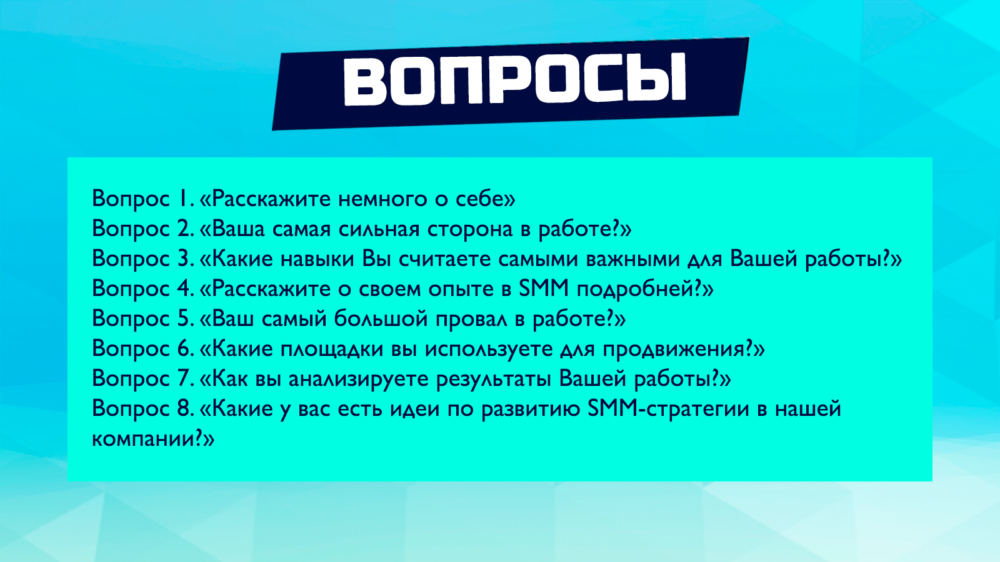 ВОПРОСЫ
Вопрос 1. «Расскажите немного о себе»
Вопрос 2. «Ваша самая сильная сторона в работе?»
Вопрос 3. «Какие навыки Вы считаете самыми важными для Вашей работы?»
Вопрос 4. «Расскажите о своем опыте в SMM подробней?»
Вопрос 5. «Ваш самый большой провал в работе?»
Вопрос 6. «Какие площадки вы используете для продвижения?»
Вопрос 7. «Как вы анализируете результаты Вашей работы?»
Вопрос 8. «Какие у вас есть идеи по развитию SMM-стратегии в нашей
компании?»